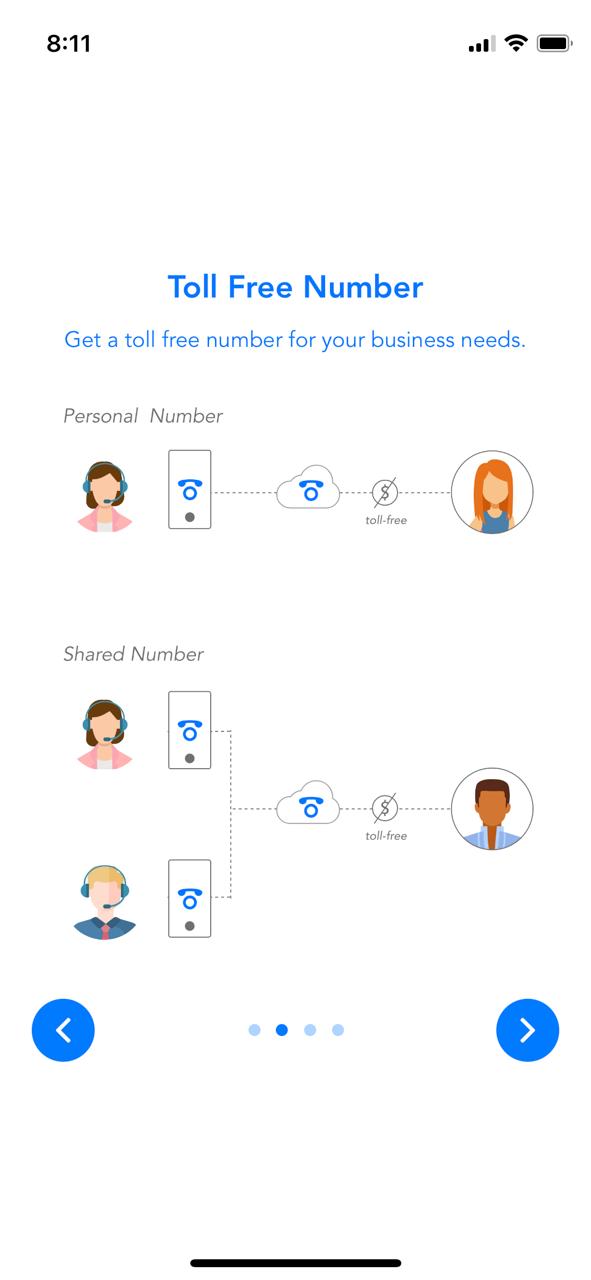 8:11
Toll Free Number
Get a toll free number for your business needs.
Personal Number
toll-free
Shared Number
toll-free